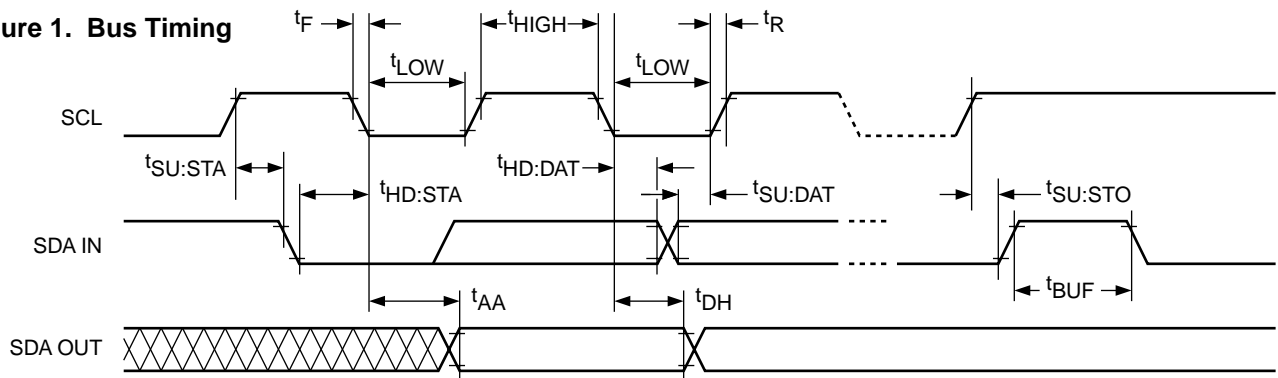 ure 1. Bus Timing
tF
tHIGH
tR
tLOW
tLOW
SCL
tSU:STA
tHD:STA
tHD:DAT
tSU:DAT
tSU:STO
SDA IN
tBUF
tAA
tDH
SDA OUT